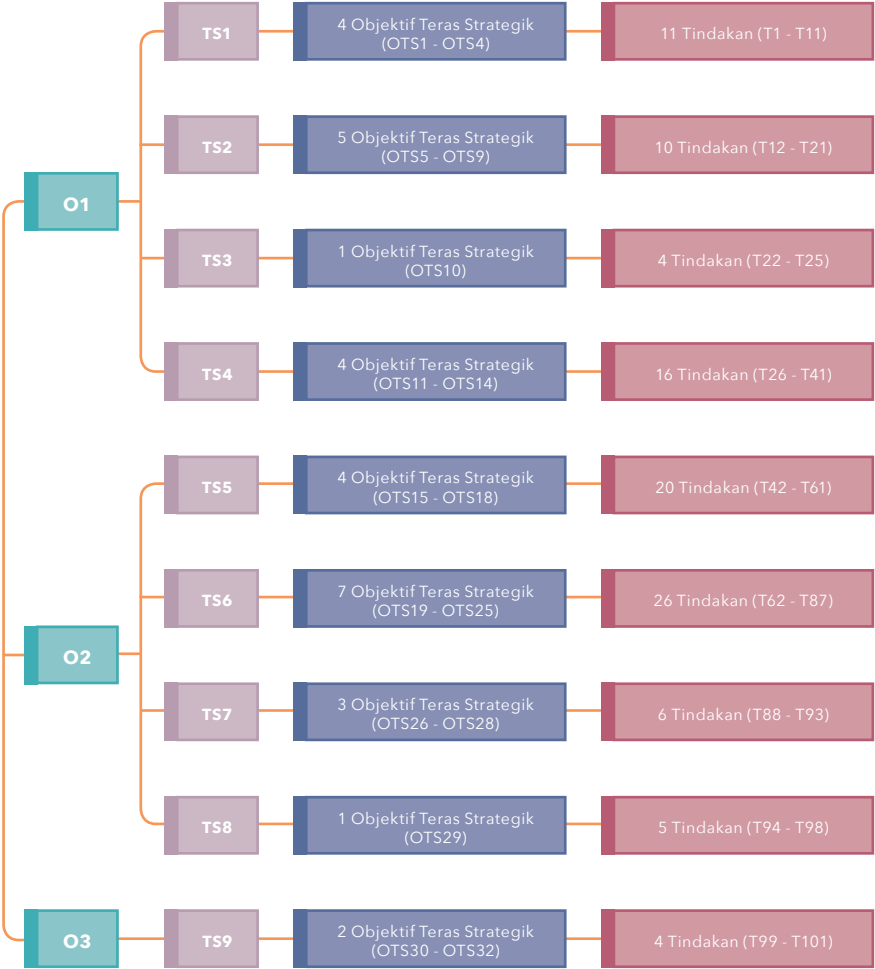 O1
TS1
4 Objektif Teras Strategik
(OTS1 - OTS4)
11 Tindakan (T1 - T11)
TS2
5 Objektif Teras Strategik
(OTS5 - OTS9)
10 Tindakan (T12 - T21)
TS3
1 Objektif Teras Strategik
(OTS10)
4 Tindakan (T22 - T25)
TS4
4 Objektif Teras Strategik
(OTS11 - OTS14)
16 Tindakan (T26 - T41)
O2
TS5
4 Objektif Teras Strategik
(OTS15 - OTS18)
20 Tindakan (T42 - T61)
TS6
7 Objektif Teras Strategik
(OTS19 - OTS25)
26 Tindakan (T62 - T87)
TS7
3 Objektif Teras Strategik
(OTS26 - OTS28)
6 Tindakan (T88 - T93)
TS8
1 Objektif Teras Strategik
(OTS29)
5 Tindakan (T94 - T98)
O3
TS9
2 Objektif Teras Strategik
(OTS30 - OTS32)
4 Tindakan (T99 - T101)